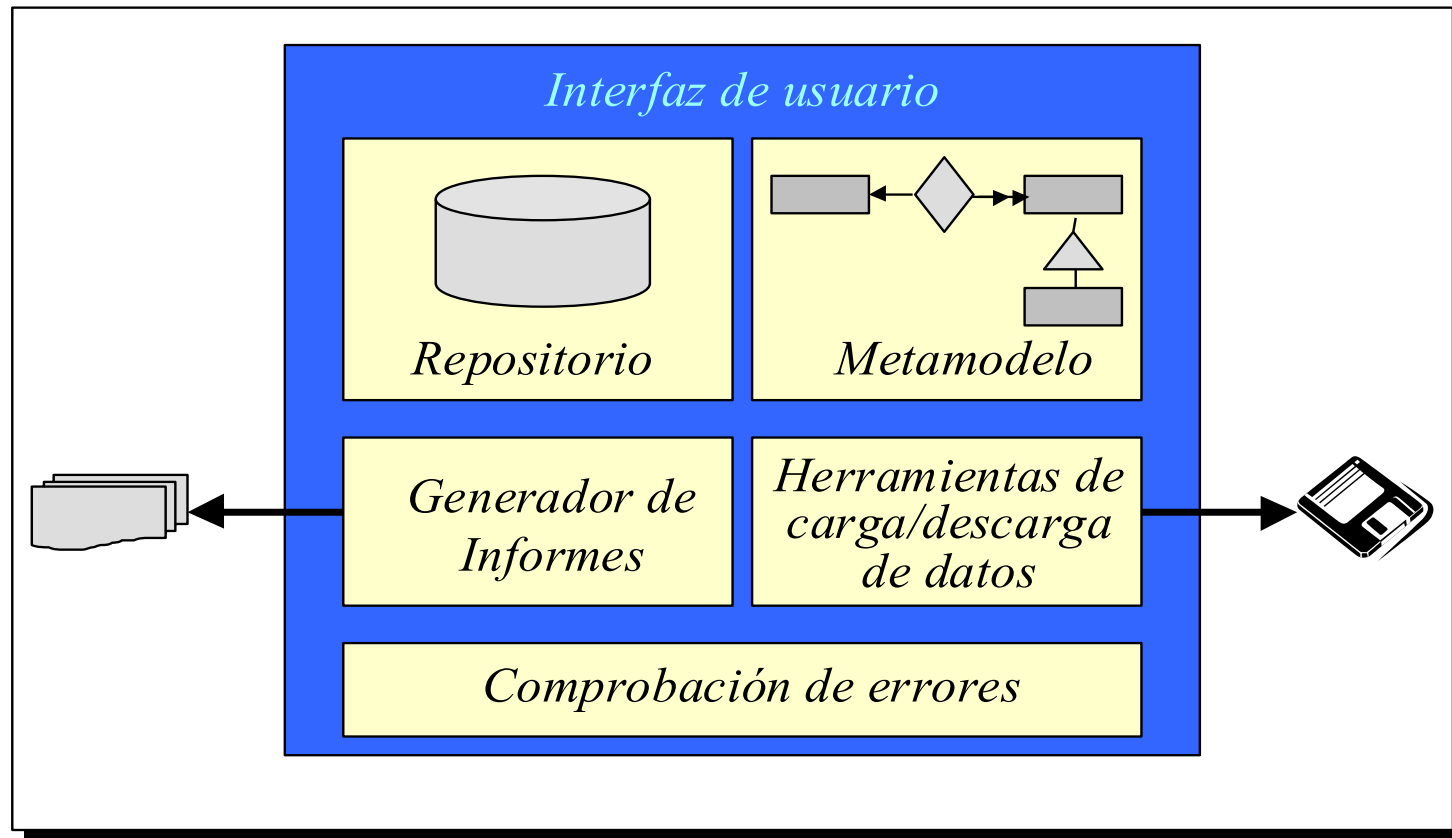 Interfaz de usuario
Repositorio
Metamodelo
Generador de
Informes
Herramientas de
carga/descarga
de datos
Comprobación de errores